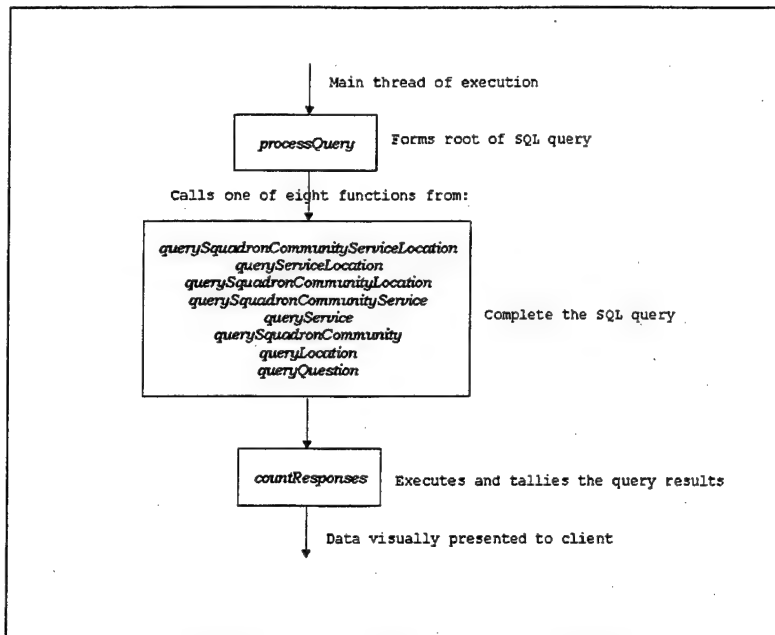 Main thread of execution
processQuery
Forms root of SQL query
Calls one of eight functions from:
querySquadronCommunityServiceLocation
queryServiceLocation
querySquadronCommunityLocation
querySquadronCommunityService
queryService
querySquadronCommunity
queryLocation
queryQuestion
Complete the SQL query
countResponses
Executes and tallies the query results
Data visually presented to client